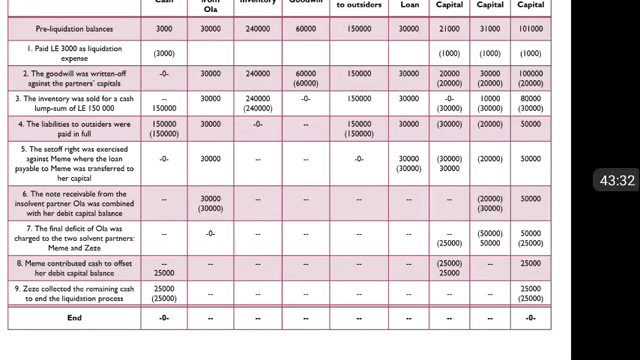 Cash from Ola Inventory Goodwill to outsiders Loan Capital Capital Capital
Pre-liquidation balances 3000 30000 240000 60000 150000 30000 21000 31000 101000
1. Paid LE 3000 as liquidation expense (3000) (1000) (1000) (1000)
2. The goodwill was written-off against the partners' capitals -0- 30000 240000 60000 (60000) 150000 30000 20000 (20000) 30000 (20000) 100000 (20000)
3. The inventory was sold for a cash lump-sum of LE 150 000 -- 150000 30000 240000 (240000) -0- 150000 30000 -0- (30000) 10000 (30000) 80000 (30000)
4. The liabilities to outsiders were paid in full 150000 (150000) 30000 -0- -- 150000 (150000) 30000 (30000) (20000) 50000
5. The setoff right was exercised against Meme where the loan payable to Meme was transferred to her capital -0- 30000 -- -- -0- 30000 (30000) (30000) 30000 (20000) 50000
6. The note receivable from the insolvent partner Ola was combined with her debit capital balance -- 30000 (30000) -- -- -- -- -- (20000) (30000) 50000
7. The final deficit of Ola was charged to the two solvent partners: Meme and Zeze -- -0- -- -- -- -- -- (25000) (50000) 50000 50000 (25000)
8. Meme contributed cash to offset her debit capital balance -- 25000 -- -- -- -- -- (25000) 25000 -- 25000
9. Zeze collected the remaining cash to end the liquidation process 25000 (25000) -- -- -- -- -- -- -- 25000 (25000)
End -0- -- -- -- -- -- -- -- -0-
43:32